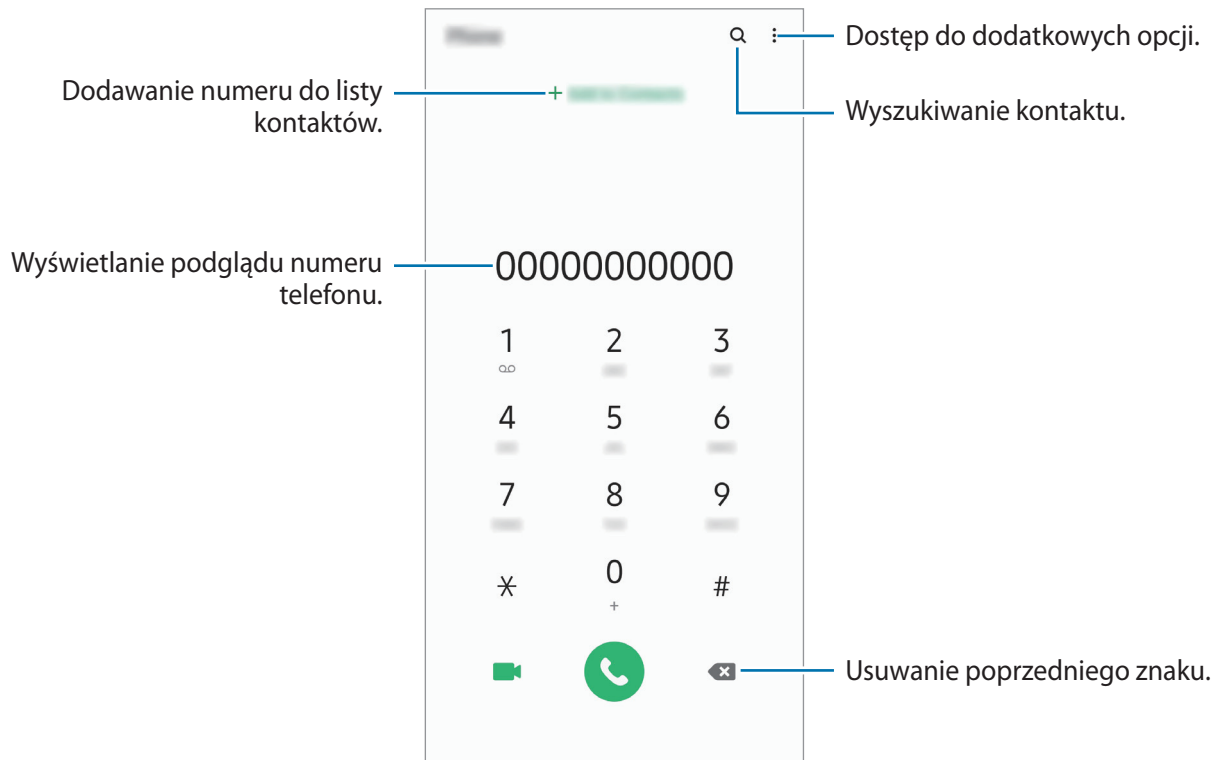 Dostęp do dodatkowych opcji.
Dodawanie numeru do listy
kontaktów.
Wyszukiwanie kontaktu.
Wyświetlanie podglądu numeru
telefonu.
00000000000
1 2 3
4 5 6
7 8 9
* 0 #
+
Usuwanie poprzedniego znaku.